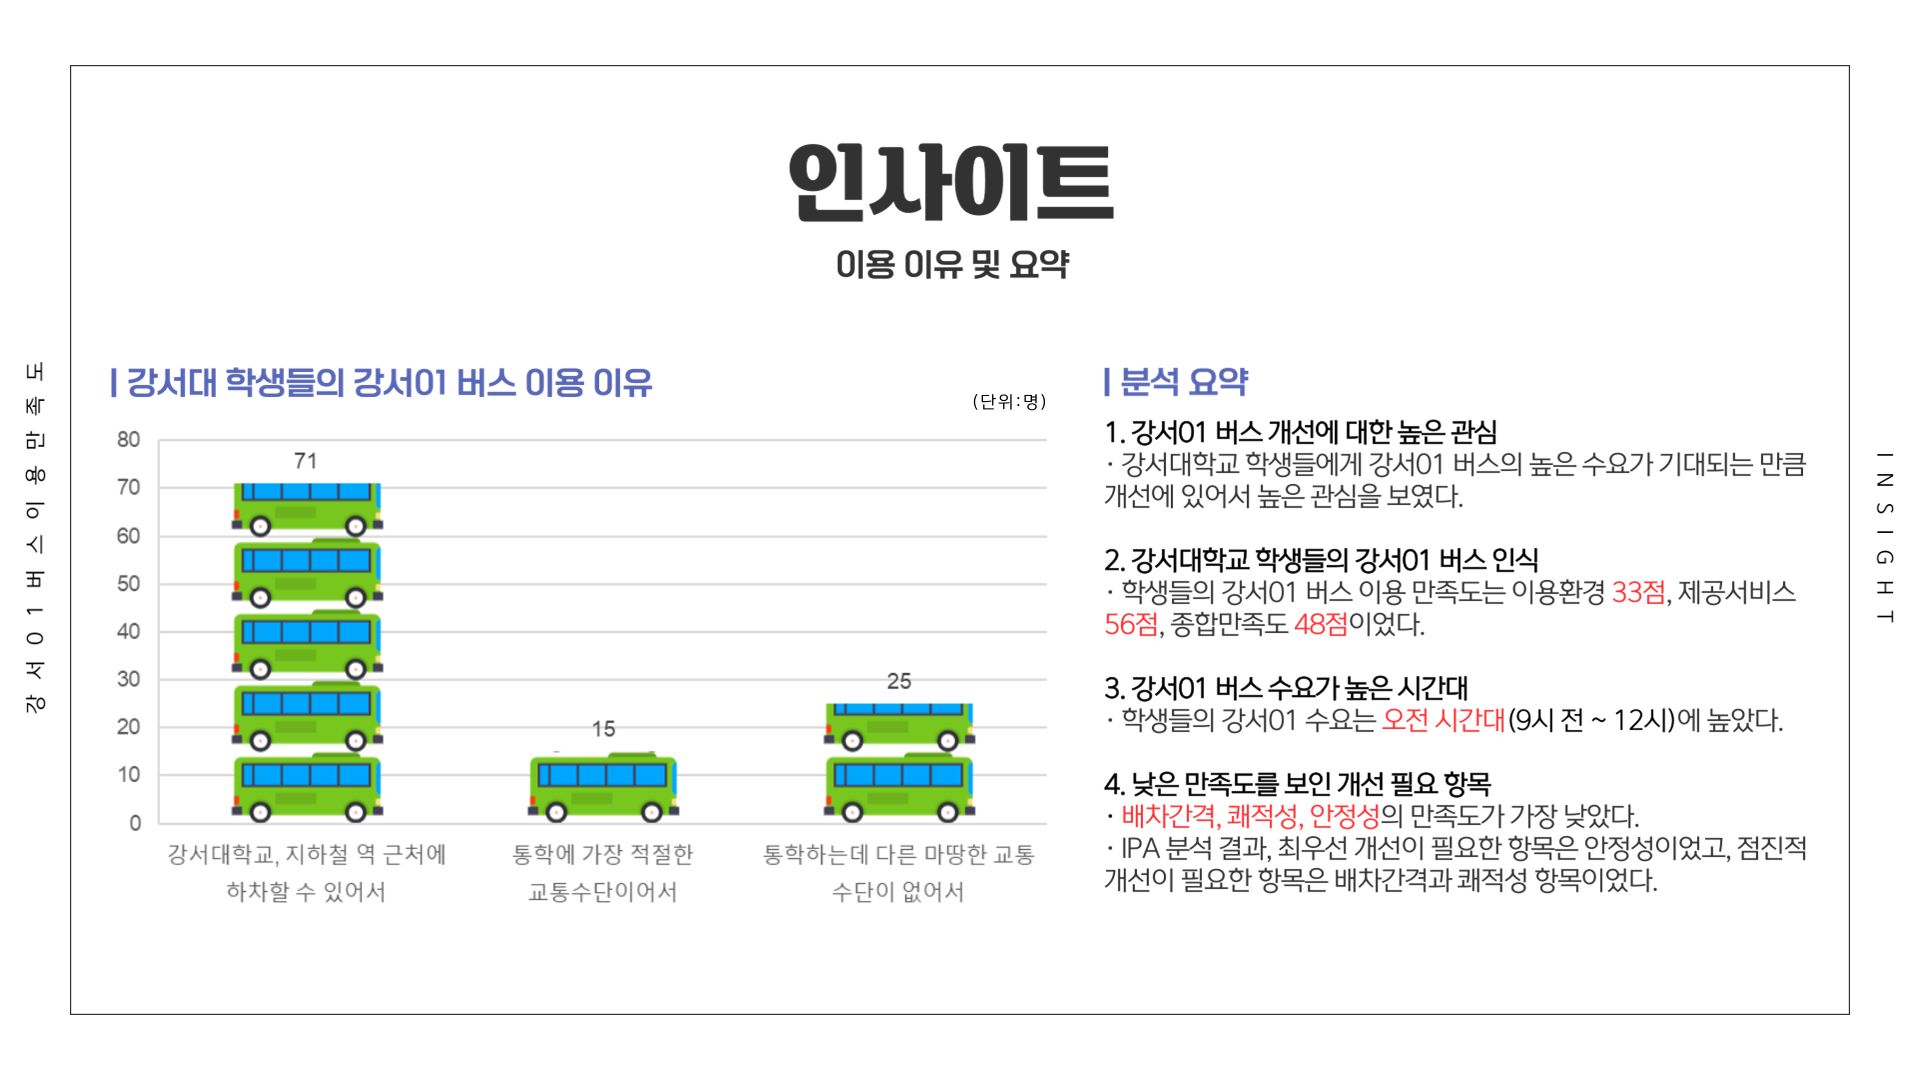 인사이트
이용 이유 및 요약
강서01버스이용만족도
INSIGHT
| 강서대 학생들의 강서01 버스 이용 이유
(단위:명)
80
70
60
50
40
30
20
10
0
71
15
25
강서대학교, 지하철 역 근처에
하차할 수 있어서
통학에 가장 적절한
교통수단이어서
통학하는데 다른 마땅한 교통
수단이 없어서
| 분석 요약
1. 강서01 버스 개선에 대한 높은 관심
· 강서대학교 학생들에게 강서01 버스의 높은 수요가 기대되는 만큼
개선에 있어서 높은 관심을 보였다.
2. 강서대학교 학생들의 강서01 버스 인식
· 학생들의 강서01 버스 이용 만족도는 이용환경 33점, 제공서비스
56점, 종합만족도 48점이었다.
3. 강서01 버스 수요가 높은 시간대
· 학생들의 강서01 수요는 오전 시간대(9시 전 ~ 12시)에 높았다.
4. 낮은 만족도를 보인 개선 필요 항목
· 배차간격, 쾌적성, 안정성의 만족도가 가장 낮았다.
· IPA 분석 결과, 최우선 개선이 필요한 항목은 안정성이었고, 점진적
개선이 필요한 항목은 배차간격과 쾌적성 항목이었다.